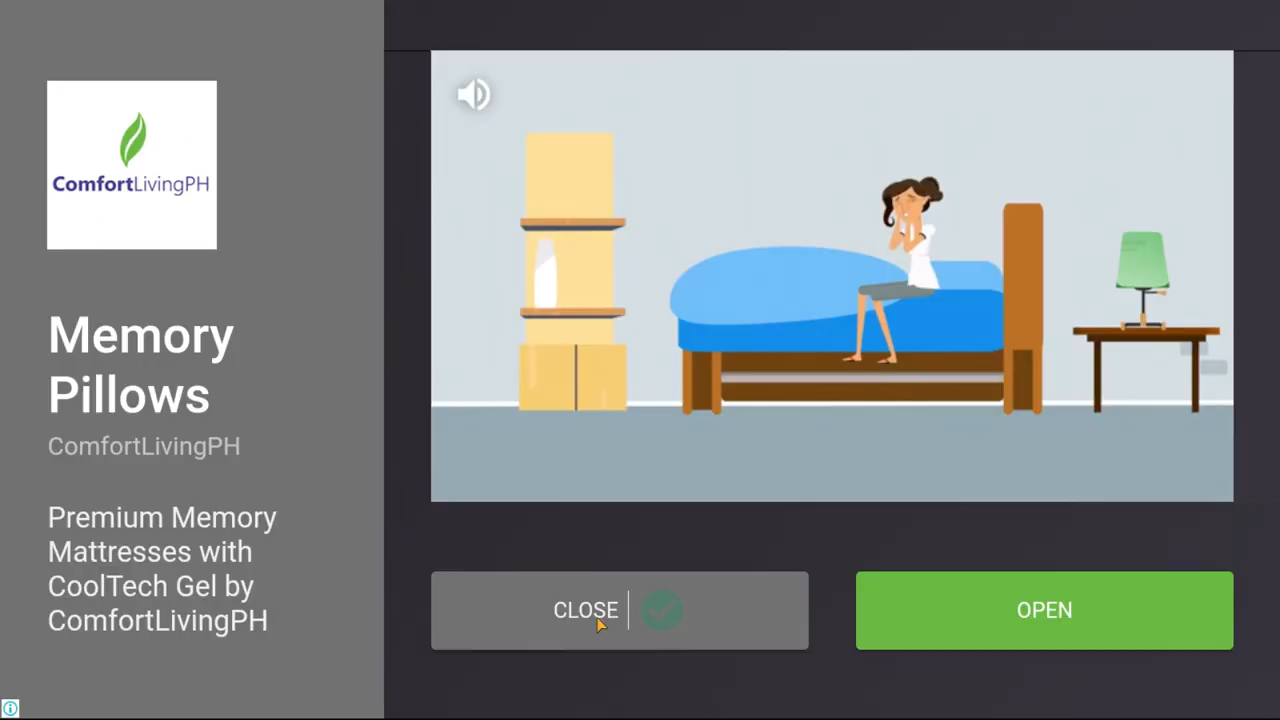 ComfortLivingPH
Memory
Pillows
ComfortLivingPH
Premium Memory
Mattresses with
CoolTech Gel by
ComfortLivingPH
CLOSE
OPEN